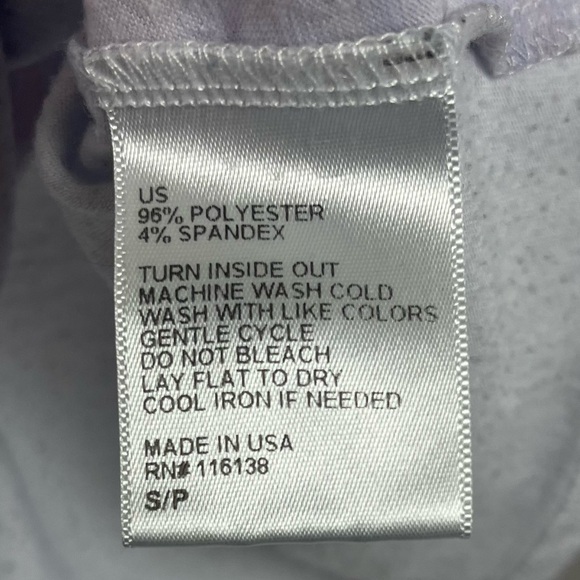 US
96% POLYESTER
4% SPANDEX
TURN INSIDE OUT
MACHINE WASH COLD
WASH WITH LIKE COLORS
GENTLE CYCLE
DO NOT BLEACH
LAY FLAT TO DRY
COOL IRON IF NEEDED
MADE IN USA
RN# 116138
S/P